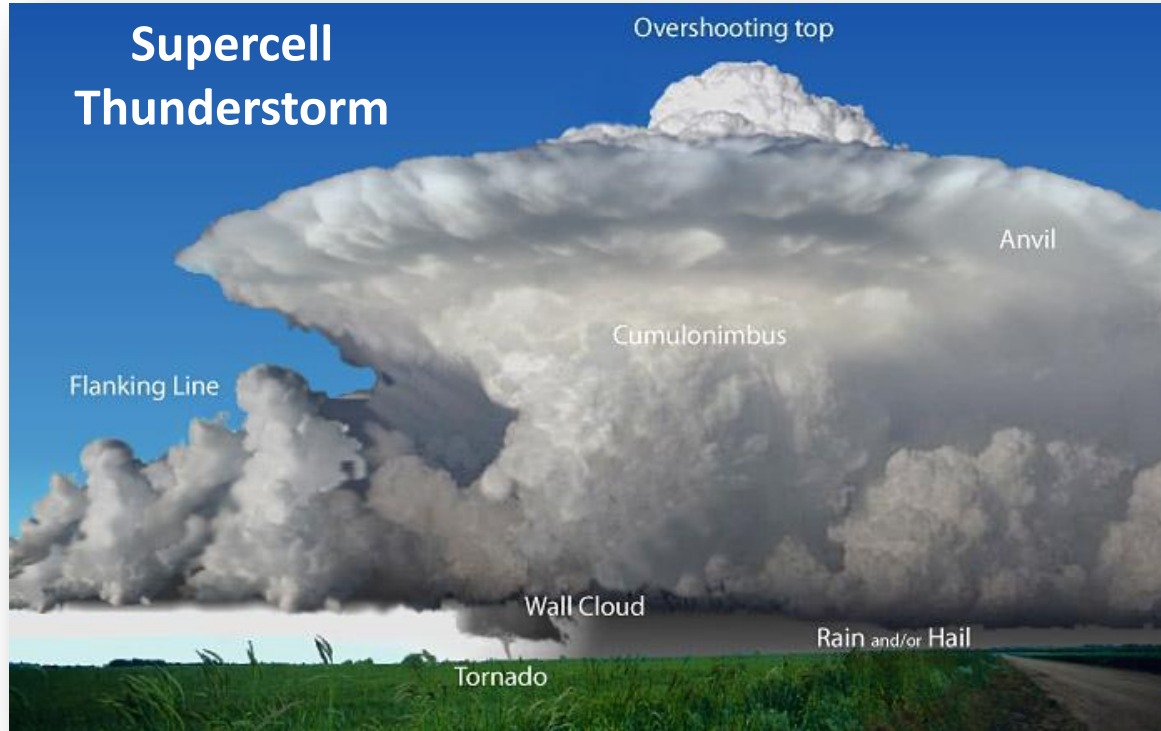 Supercell
Thunderstorm
Overshooting top
Anvil
Cumulonimbus
Flanking Line
Wall Cloud
Rain and/or Hail
Tornado